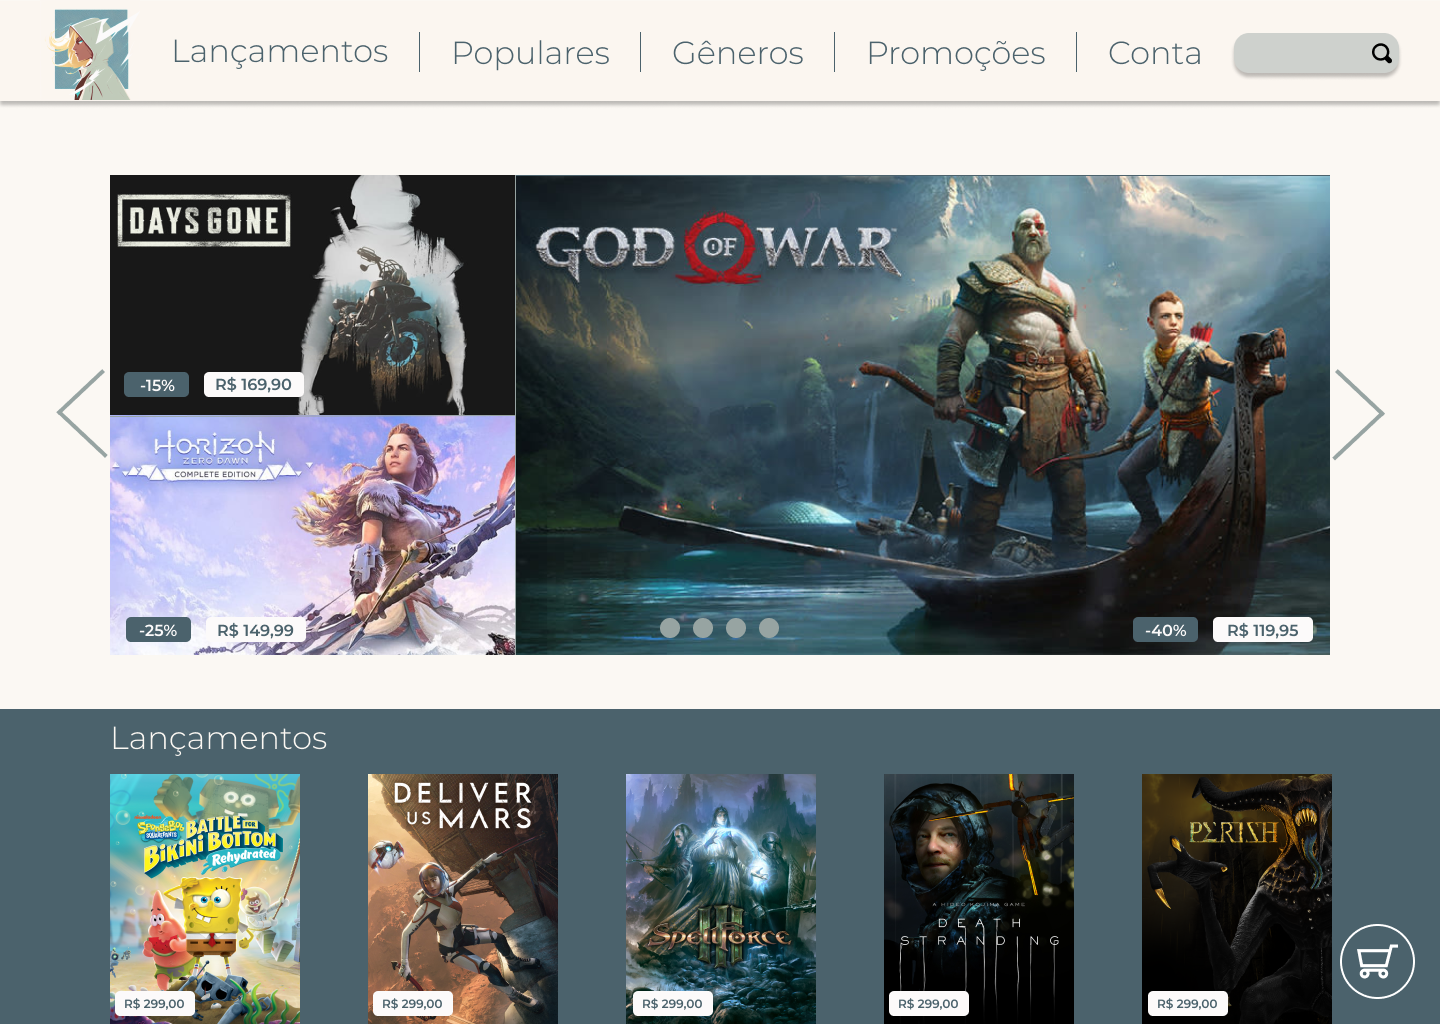 Lançamentos
Populares
Gêneros
Promoções
Conta
DAYS GONE
-15%
R$ 169,90
GOD OF WAR
HORIZON
ZERO DAWN
COMPLETE EDITION
-25%
R$ 149,99
-40%
R$ 119,95
Lançamentos
SpongeBob
SQUAREPANTS
BATTLE FOR
BIKINI BOTTOM
Rehydrated
R$ 299,00
DELIVER
US MARS
R$ 299,00
III
SPELLFORCE
R$ 299,00
A HIDEO KOJIMA GAME
DEATH
STRANDING
R$ 299,00
PERISH
R$ 299,00